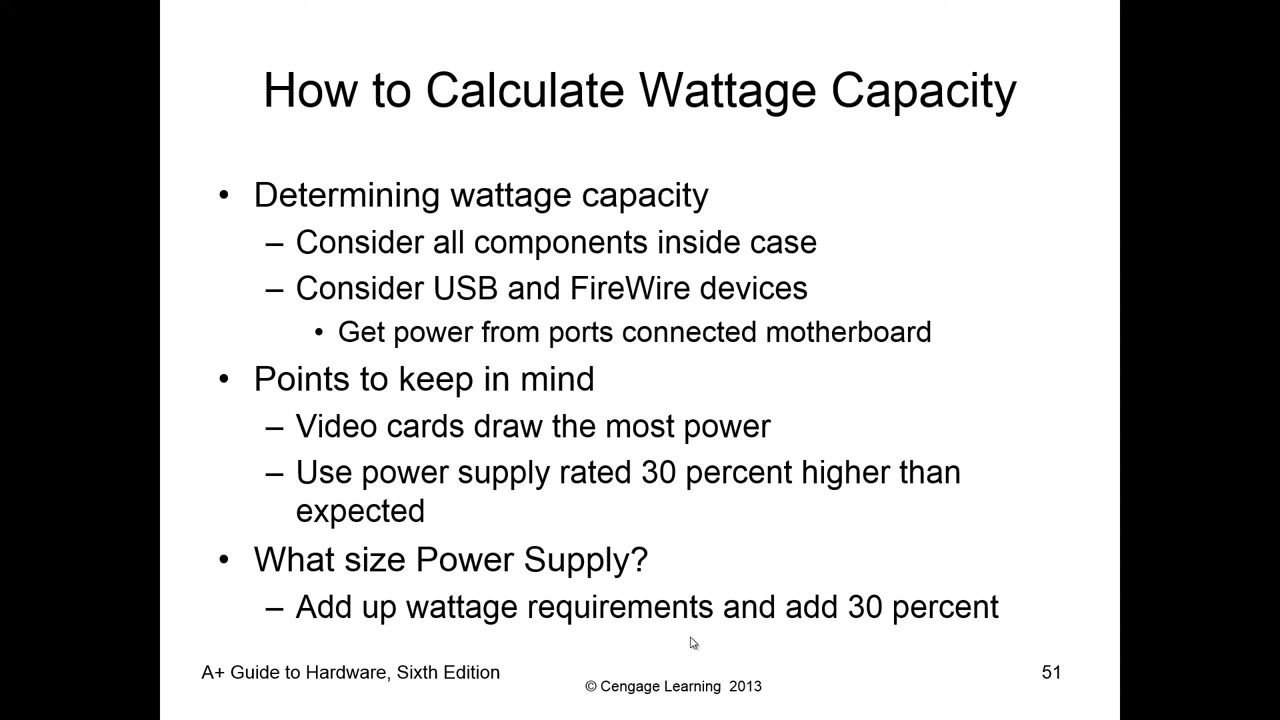 How to Calculate Wattage Capacity
• Determining wattage capacity
– Consider all components inside case
– Consider USB and FireWire devices
• Get power from ports connected motherboard
• Points to keep in mind
– Video cards draw the most power
– Use power supply rated 30 percent higher than
expected
• What size Power Supply?
– Add up wattage requirements and add 30 percent
A+ Guide to Hardware, Sixth Edition
© Cengage Learning 2013
51